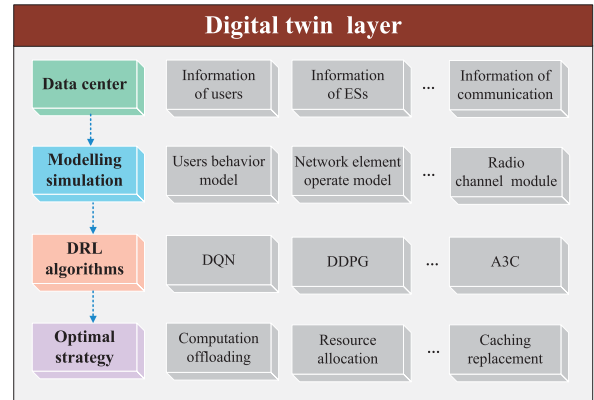 Digital twin layer
Data center
Information
of users
Information
of ESs
...
Information of
communication
Modelling
simulation
Users behavior
model
Network element
operate model
...
Radio
channel module
DRL
algorithms
DQN
DDPG
...
A3C
Optimal
strategy
Computation
offloading
Resource
allocation
...
Caching
replacement